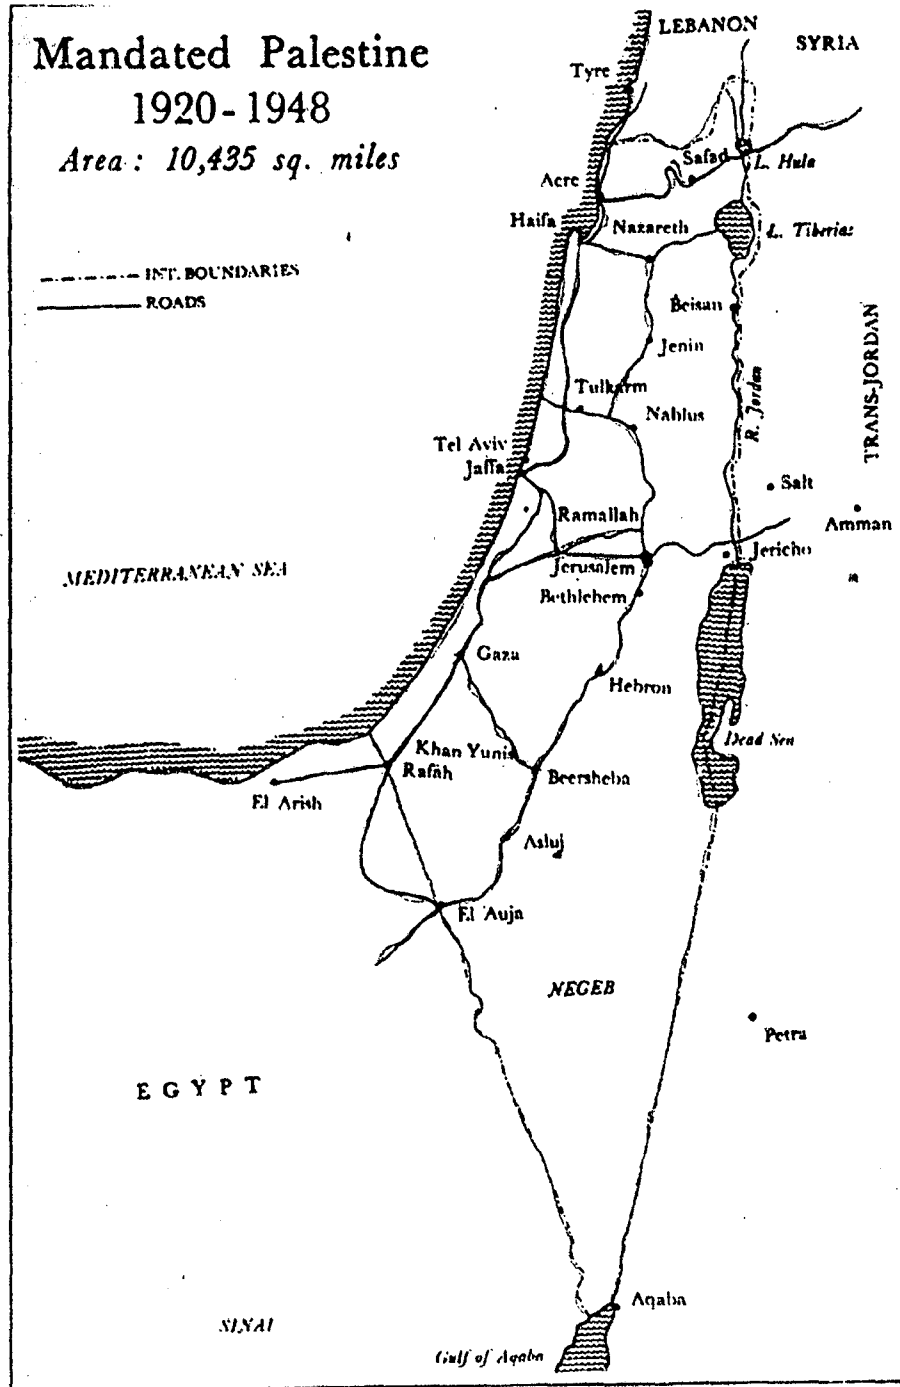 Mandated Palestine
1920-1948
Area: 10,435 sq. miles
INT. BOUNDARIES
ROADS
LEBANON
SYRIA
Tyre
Safad
L. Hula
Acre
Haifa
Nazareth
L. Tiberias
Beisan
Jenin
TRANS-JORDAN
R. Jordan
Tulkarm
Nablus
Tel Aviv
Jaffa
Salt
Ramallah
Amman
Jericho
Jerusalem
MEDITERRANEAN SEA
Bethlehem
Gaza
Hebron
Dead Sea
Khan Yunis
Rafah
Beersheba
El Arish
Asluj
El Auja
NEGEB
Petra
EGYPT
Aqaba
SINAI
Gulf of Aqaba